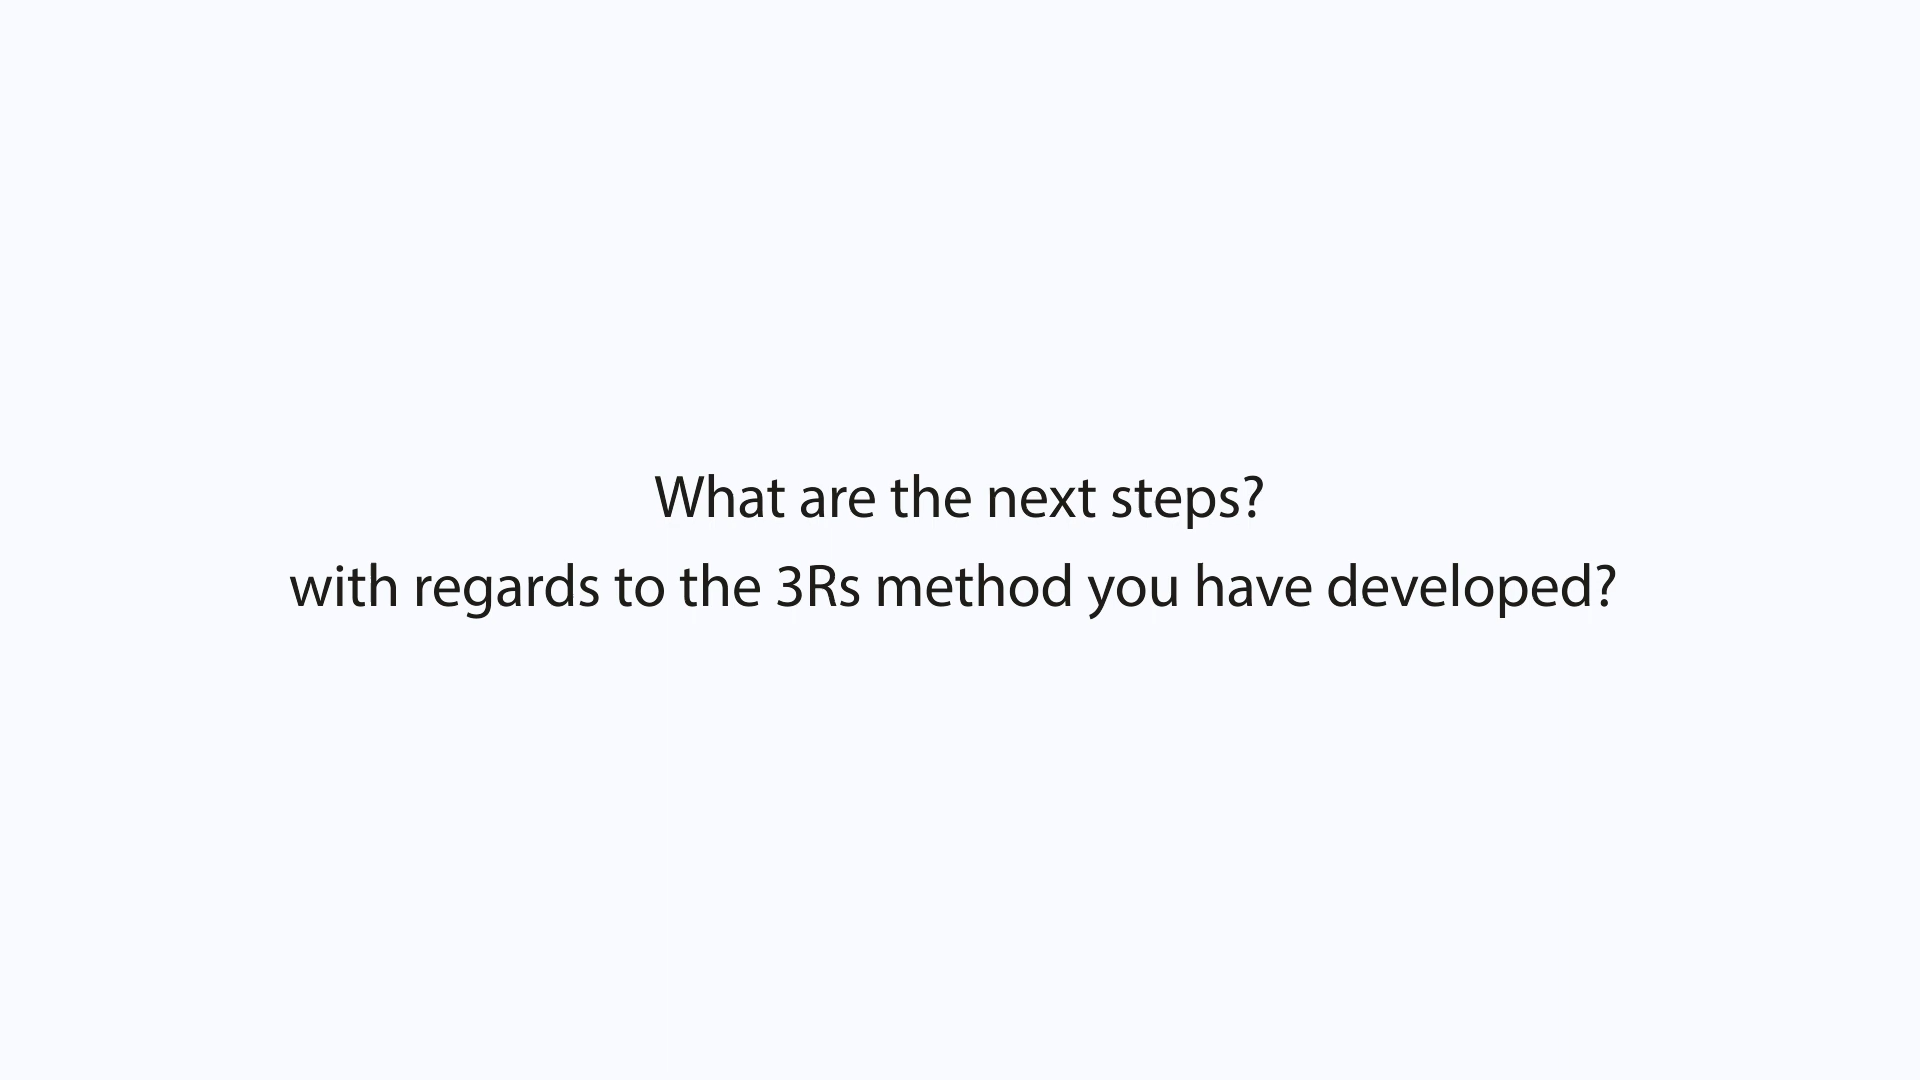 What are the next steps?
with regards to the 3Rs method you have developed?